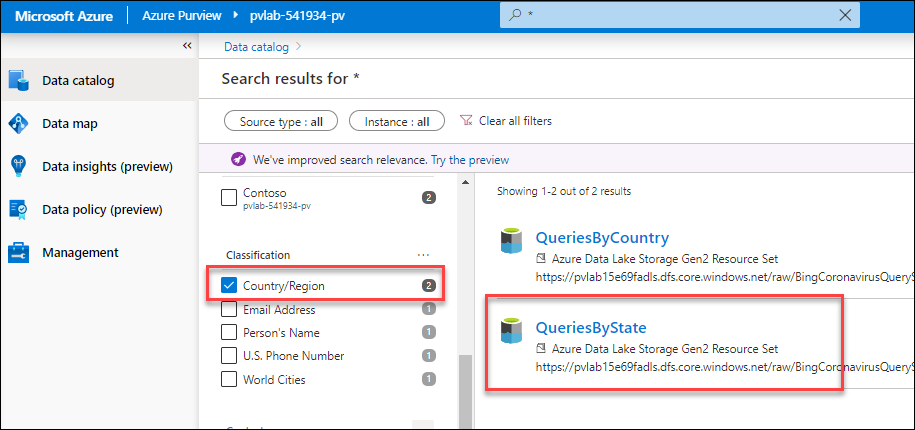 Microsoft Azure
Azure Purview
pvlab-541934-pv
*
Data catalog
Data map
Data insights (preview)
Data policy (preview)
Management
Data catalog
Search results for *
Source type : all
Instance : all
Clear all filters
We've improved search relevance. Try the preview
Contoso
pvlab-541934-pv
2
Classification
...
Country/Region 2
Email Address 1
Person's Name 1
U.S. Phone Number 1
World Cities 1
Showing 1-2 out of 2 results
QueriesByCountry
Azure Data Lake Storage Gen2 Resource Set
https://pvlab15e69fadls.dfs.core.windows.net/raw/BingCoronavirusQueryS
QueriesByState
Azure Data Lake Storage Gen2 Resource Set
https://pvlab15e69fadls.dfs.core.windows.net/raw/BingCoronavirusQueryS